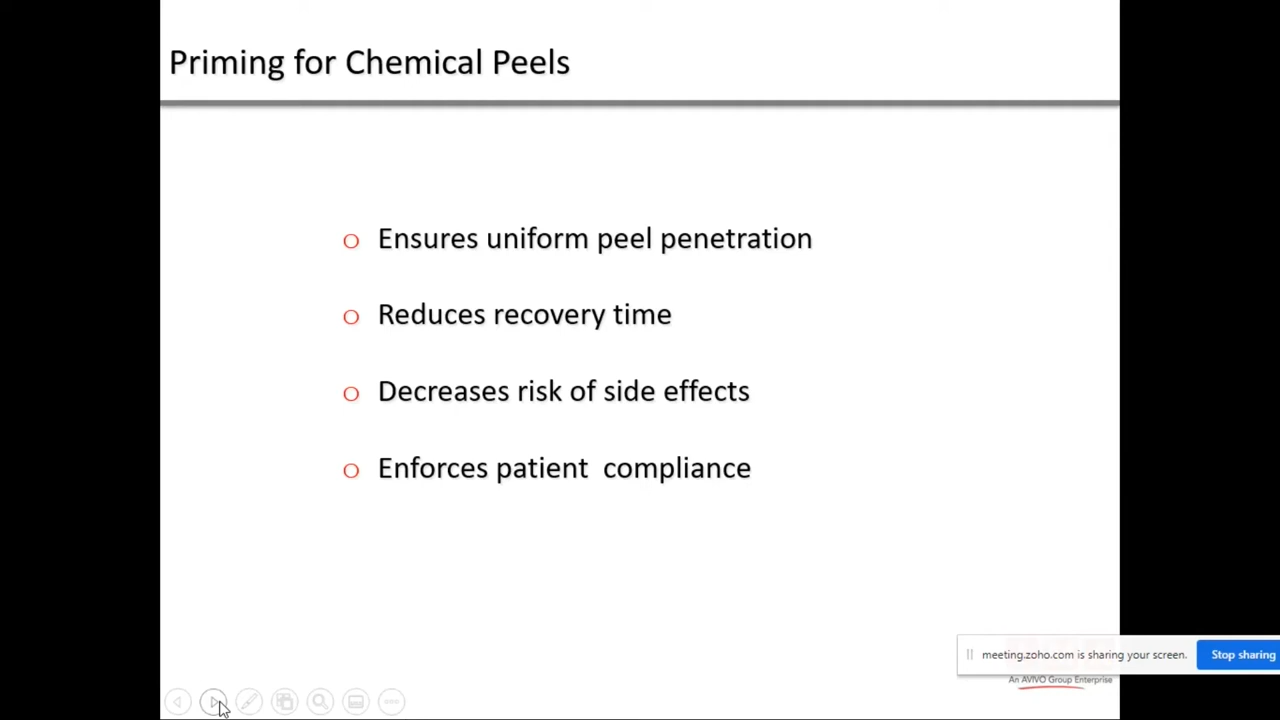 Priming for Chemical Peels
o Ensures uniform peel penetration
o Reduces recovery time
o Decreases risk of side effects
o Enforces patient compliance
meeting.zoho.com is sharing your screen.
Stop sharing
An AVIVO Group Enterprise